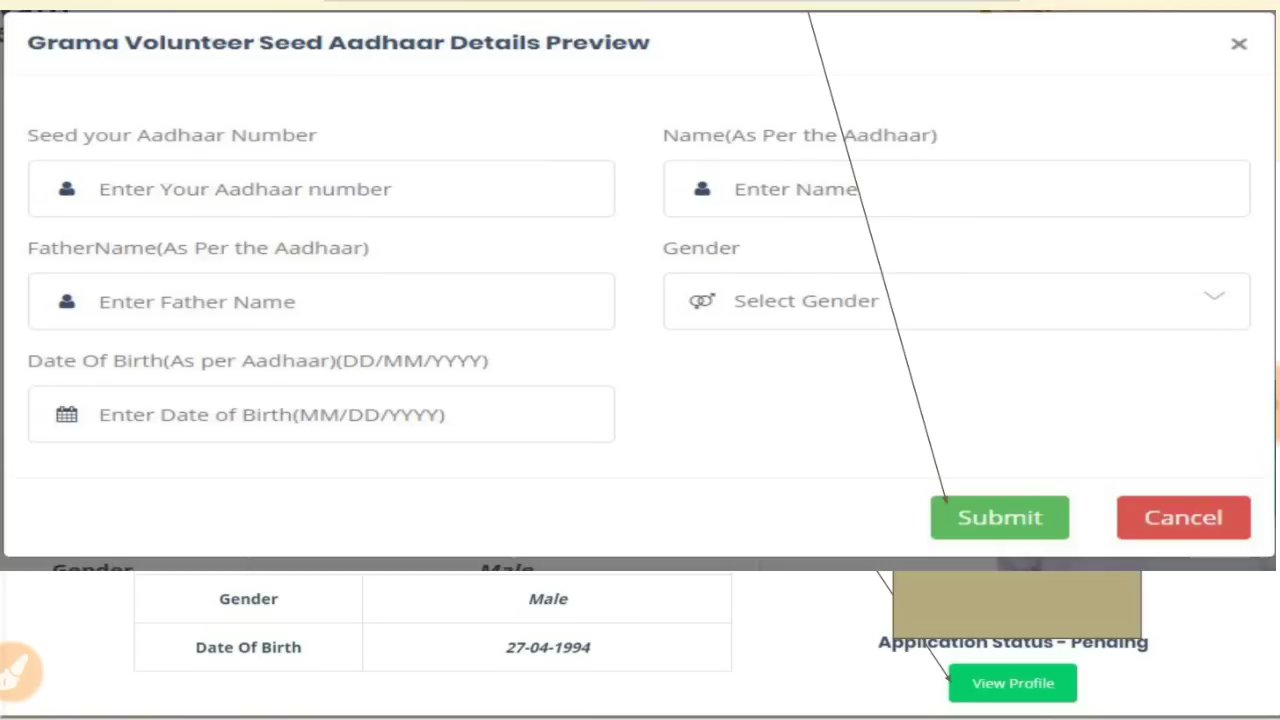 Grama Volunteer Seed Aadhaar Details Preview ×
Seed your Aadhaar Number Name(As Per the Aadhaar)
Enter Your Aadhaar number Enter Name
FatherName(As Per the Aadhaar) Gender
Enter Father Name Select Gender
Date Of Birth(As per Aadhaar)(DD/MM/YYYY)
Enter Date of Birth(MM/DD/YYYY)
Submit Cancel
Gender Male
Gender Male
Date Of Birth 27-04-1994
Application Status - Pending
View Profile